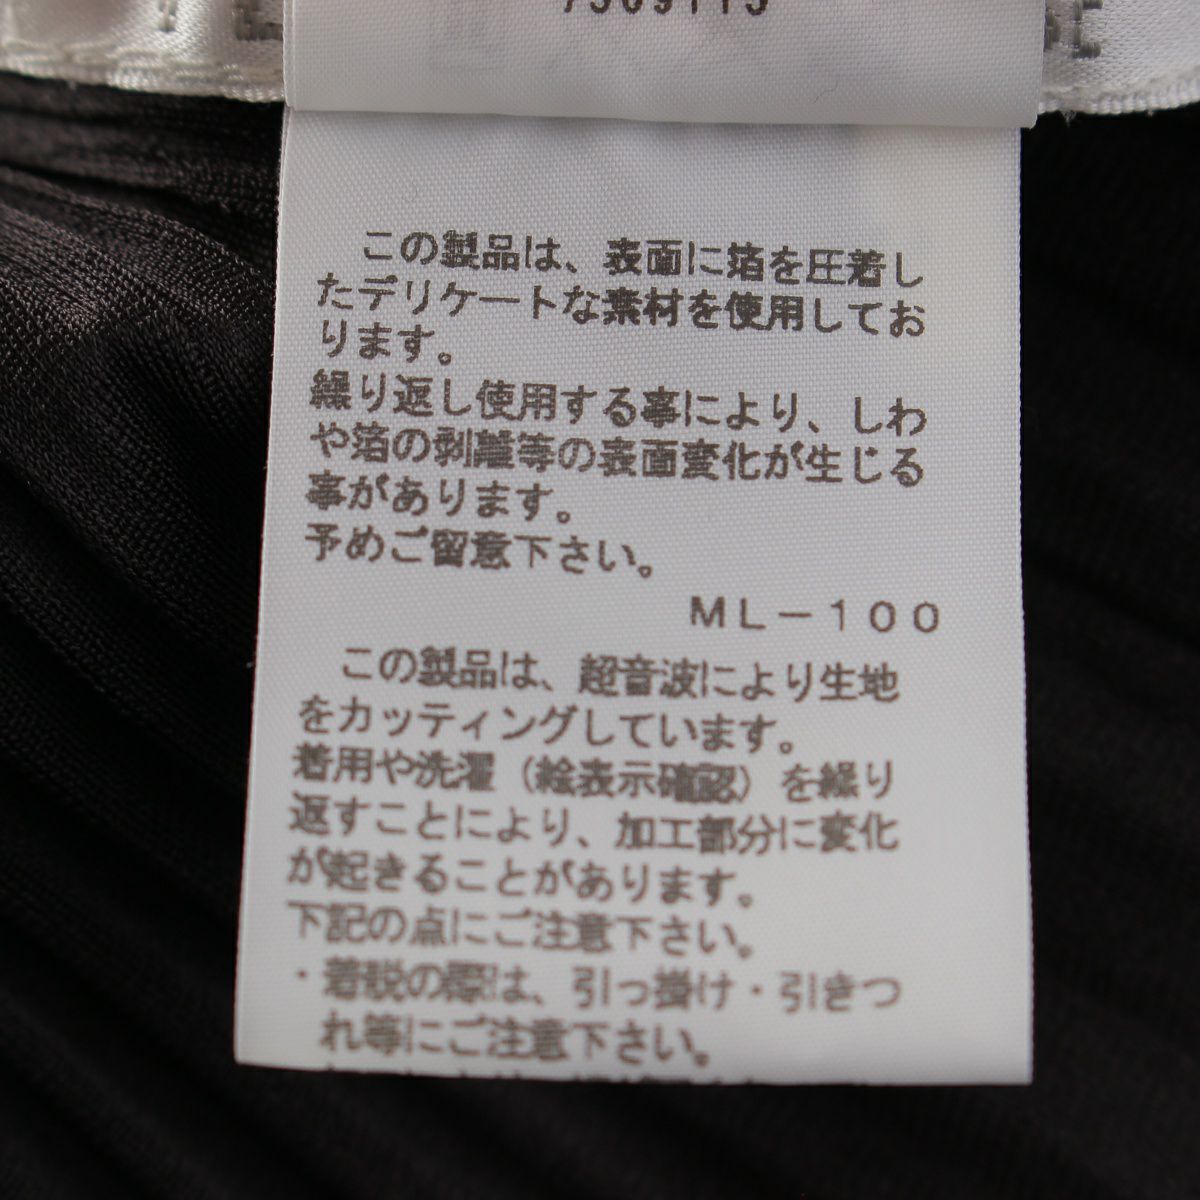 この製品は、表面に箔を圧着し
たデリケートな素材を使用してお
ります。
繰り返し使用する事により、しわ
や箔の剥離等の表面変化が生じる
事があります。
予めご留意下さい。
ML-100
この製品は、超音波により生地
をカッティングしています。
着用や洗濯（絵表示確認）を繰り
返すことにより、加工部分に変化
が起きることがあります。
下記の点にご注意下さい。
・着脱の際は、引っ掛け・引きつ
れ等にご注意下さい。